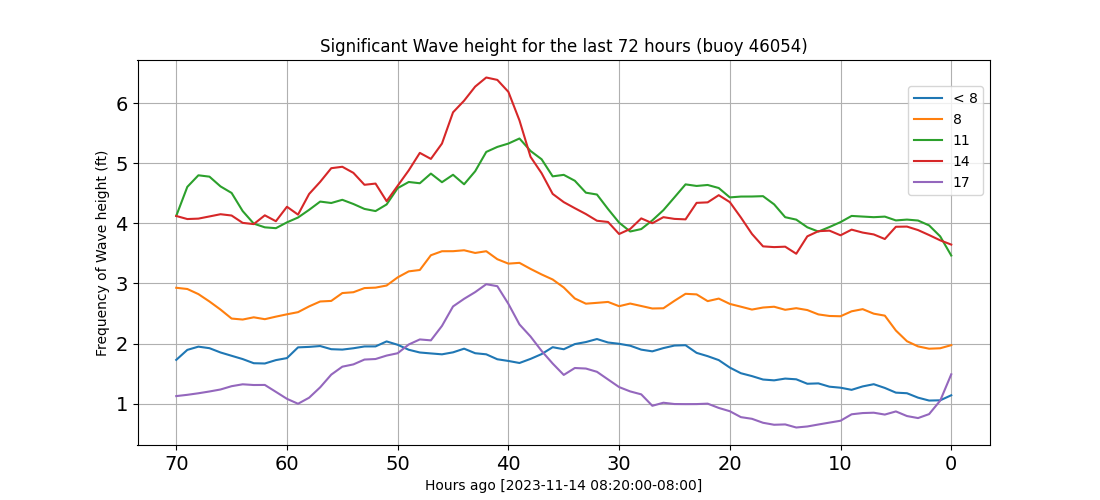 Significant Wave height for the last 72 hours (buoy 46054)
Frequency of Wave height (ft)
6
5
4
3
2
1
< 8
8
11
14
17
70 60 50 40 30 20 10 0
Hours ago [2023-11-14 08:20:00-08:00]